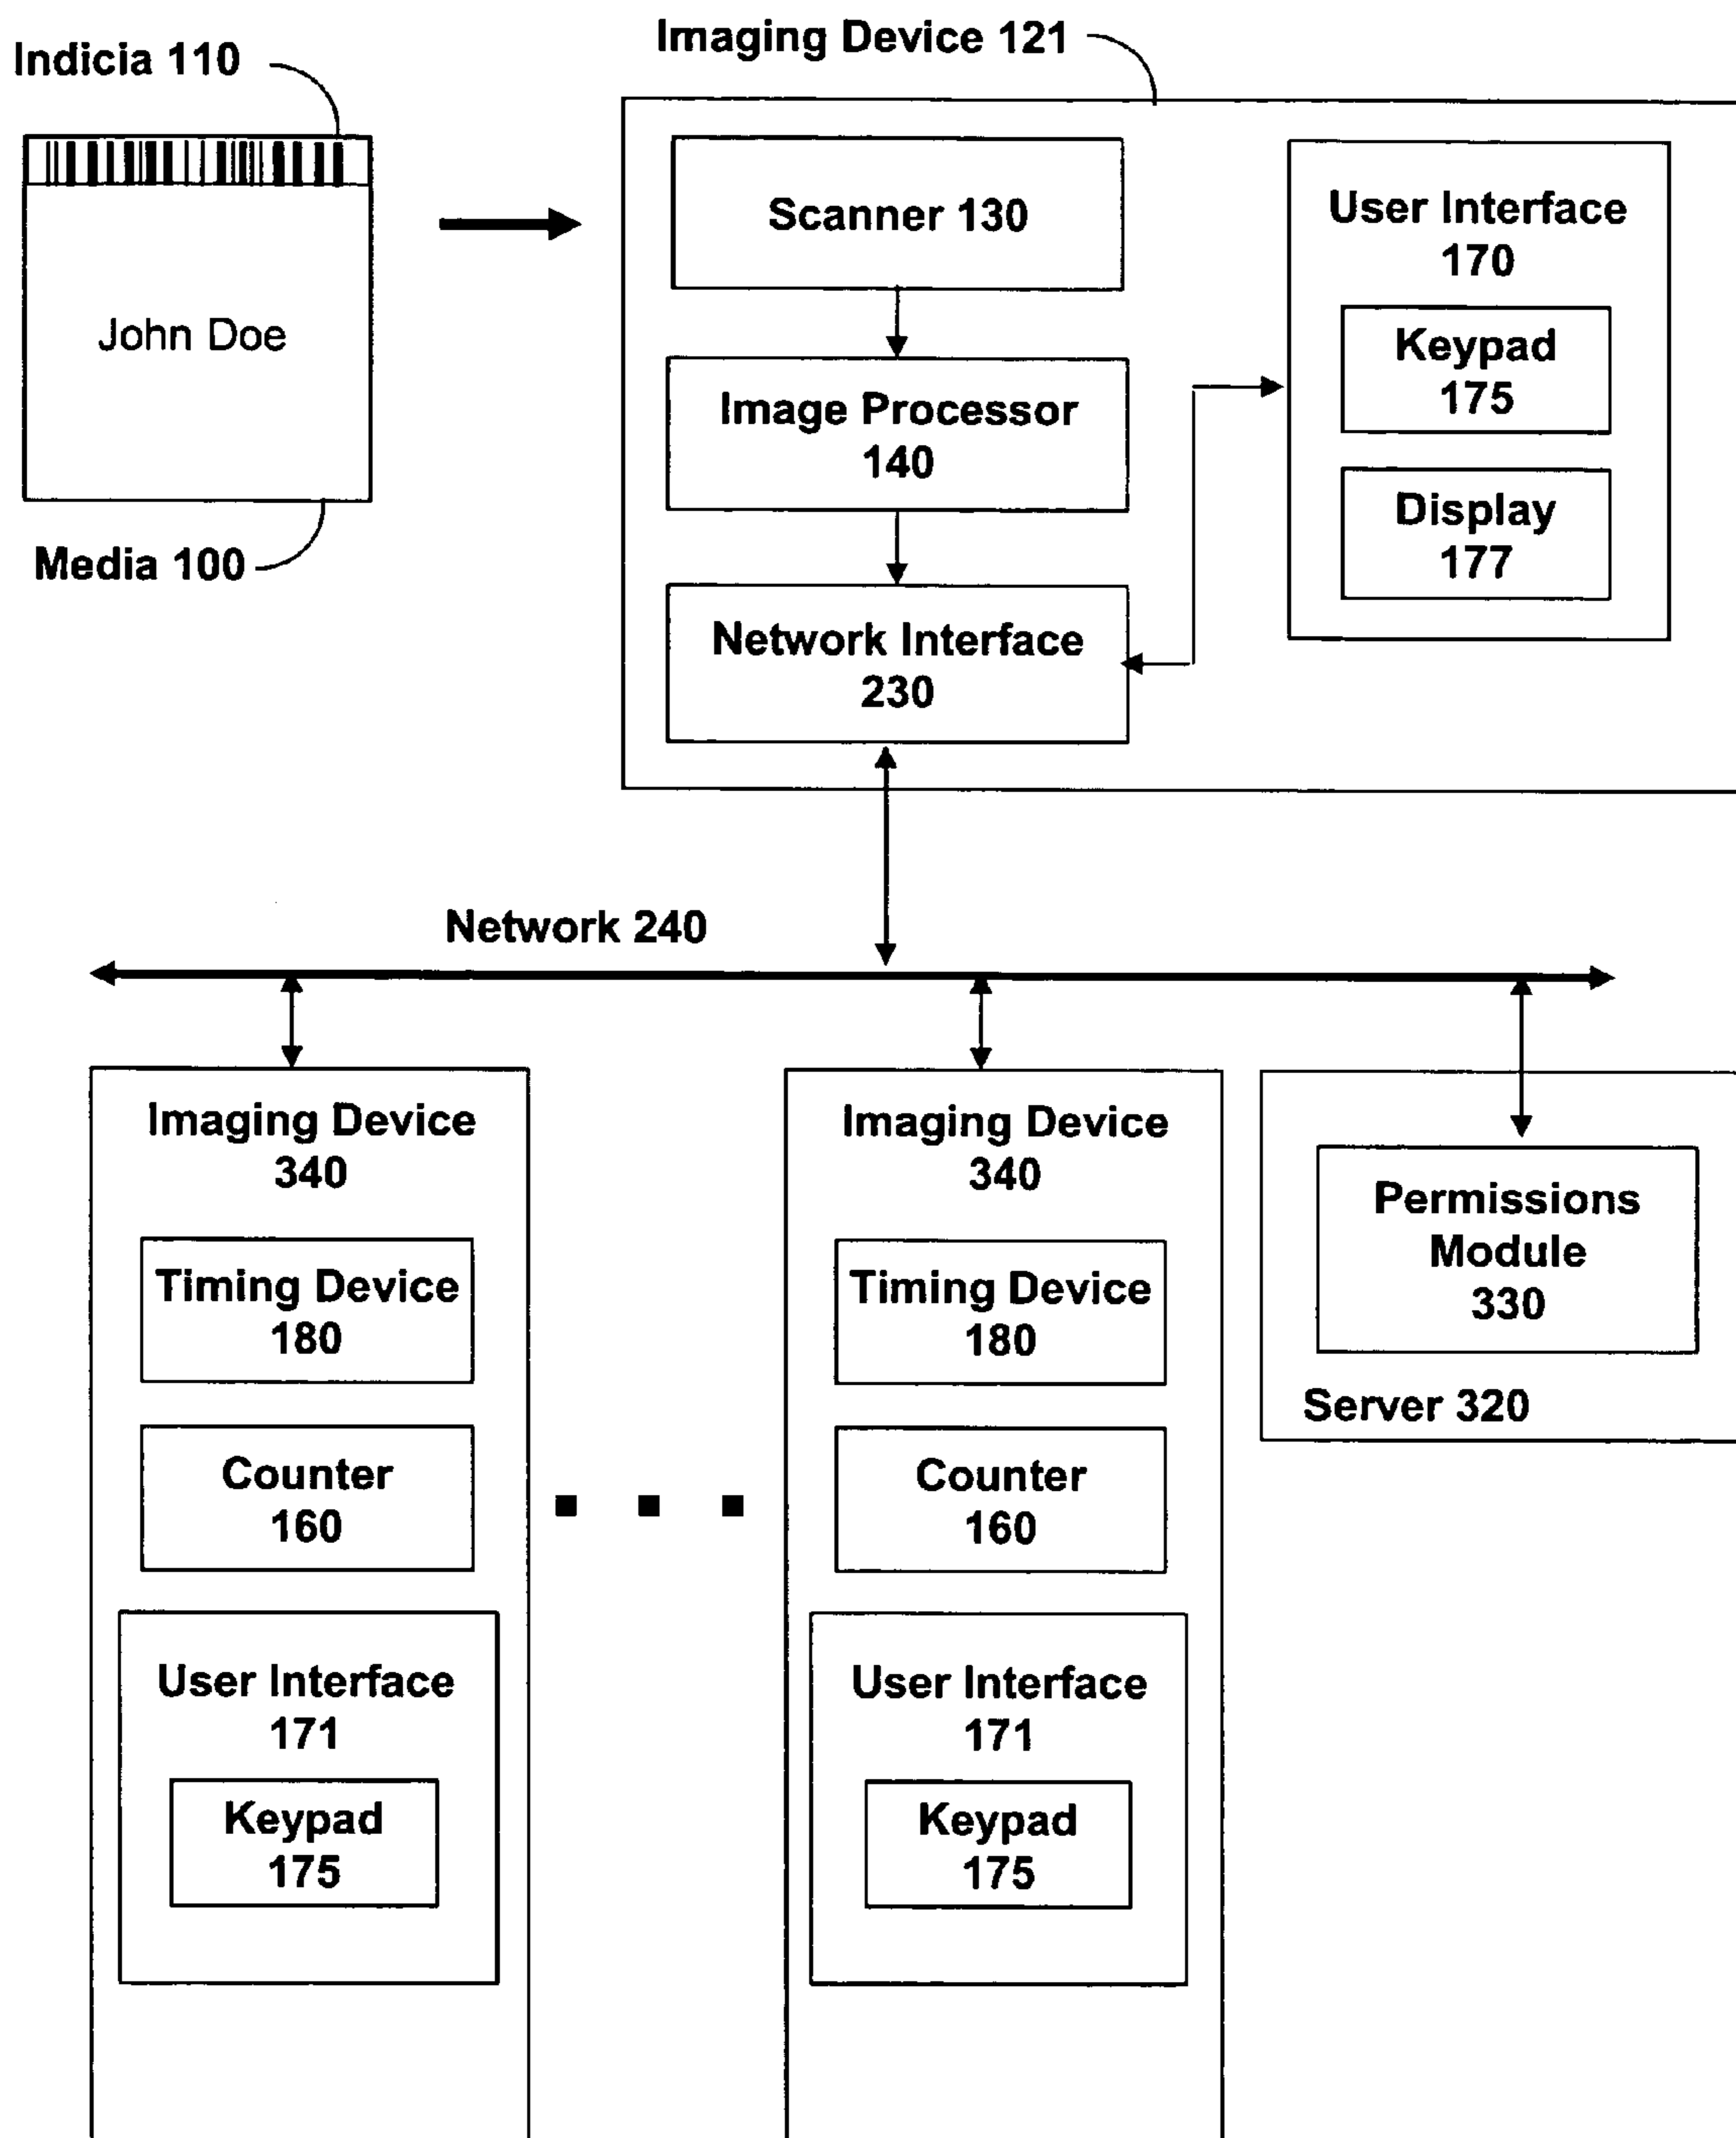 Indicia 110
John Doe
Media 100
Imaging Device 121
Scanner 130
Image Processor
140
Network Interface
230
User Interface
170
Keypad
175
Display
177
Network 240
Imaging Device
340
Timing Device
180
Counter
160
User Interface
171
Keypad
175
Imaging Device
340
Timing Device
180
Counter
160
User Interface
171
Keypad
175
Permissions
Module
330
Server 320